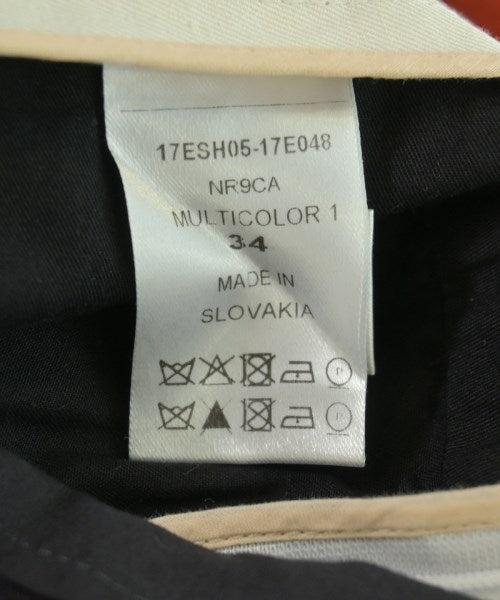 17ESH05-17E048
NR9CA
MULTICOLOR 1
34
MADE IN
SLOVAKIA
P
P